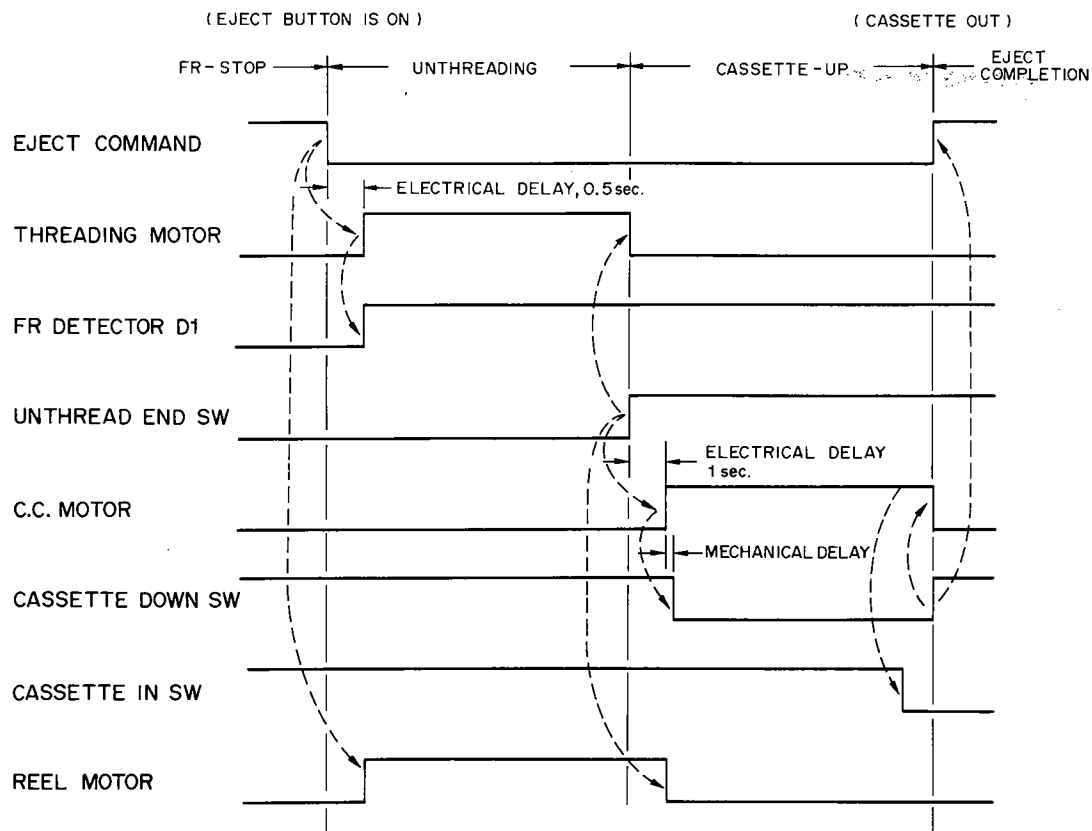 (EJECT BUTTON IS ON)
(CASSETTE OUT)
FR-STOP
UNTHREADING
CASSETTE-UP
EJECT
COMPLETION
EJECT COMMAND
ELECTRICAL DELAY, 0.5 sec.
THREADING MOTOR
FR DETECTOR D1
UNTHREAD END SW
ELECTRICAL DELAY
1 sec.
C.C. MOTOR
MECHANICAL DELAY
CASSETTE DOWN SW
CASSETTE IN SW
REEL MOTOR